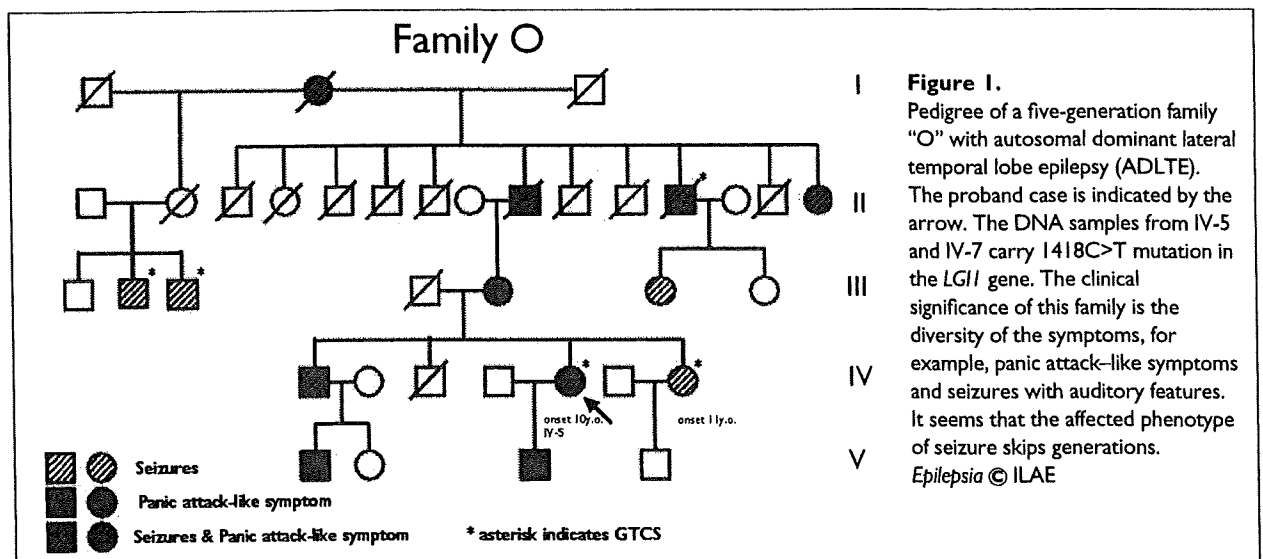 Family O
I
II
III
IV
V
*
*
*
*
*
onset 10y.o.
IV-5
onset 11y.o.
Seizures
Panic attack-like symptom
Seizures & Panic attack-like symptom
* asterisk indicates GTCS
Figure 1.
Pedigree of a five-generation family
"O" with autosomal dominant lateral
temporal lobe epilepsy (ADLTE).
The proband case is indicated by the
arrow. The DNA samples from IV-5
and IV-7 carry 1418C>T mutation in
the LGI1 gene. The clinical
significance of this family is the
diversity of the symptoms, for
example, panic attack–like symptoms
and seizures with auditory features.
It seems that the affected phenotype
of seizure skips generations.
Epilepsia © ILAE